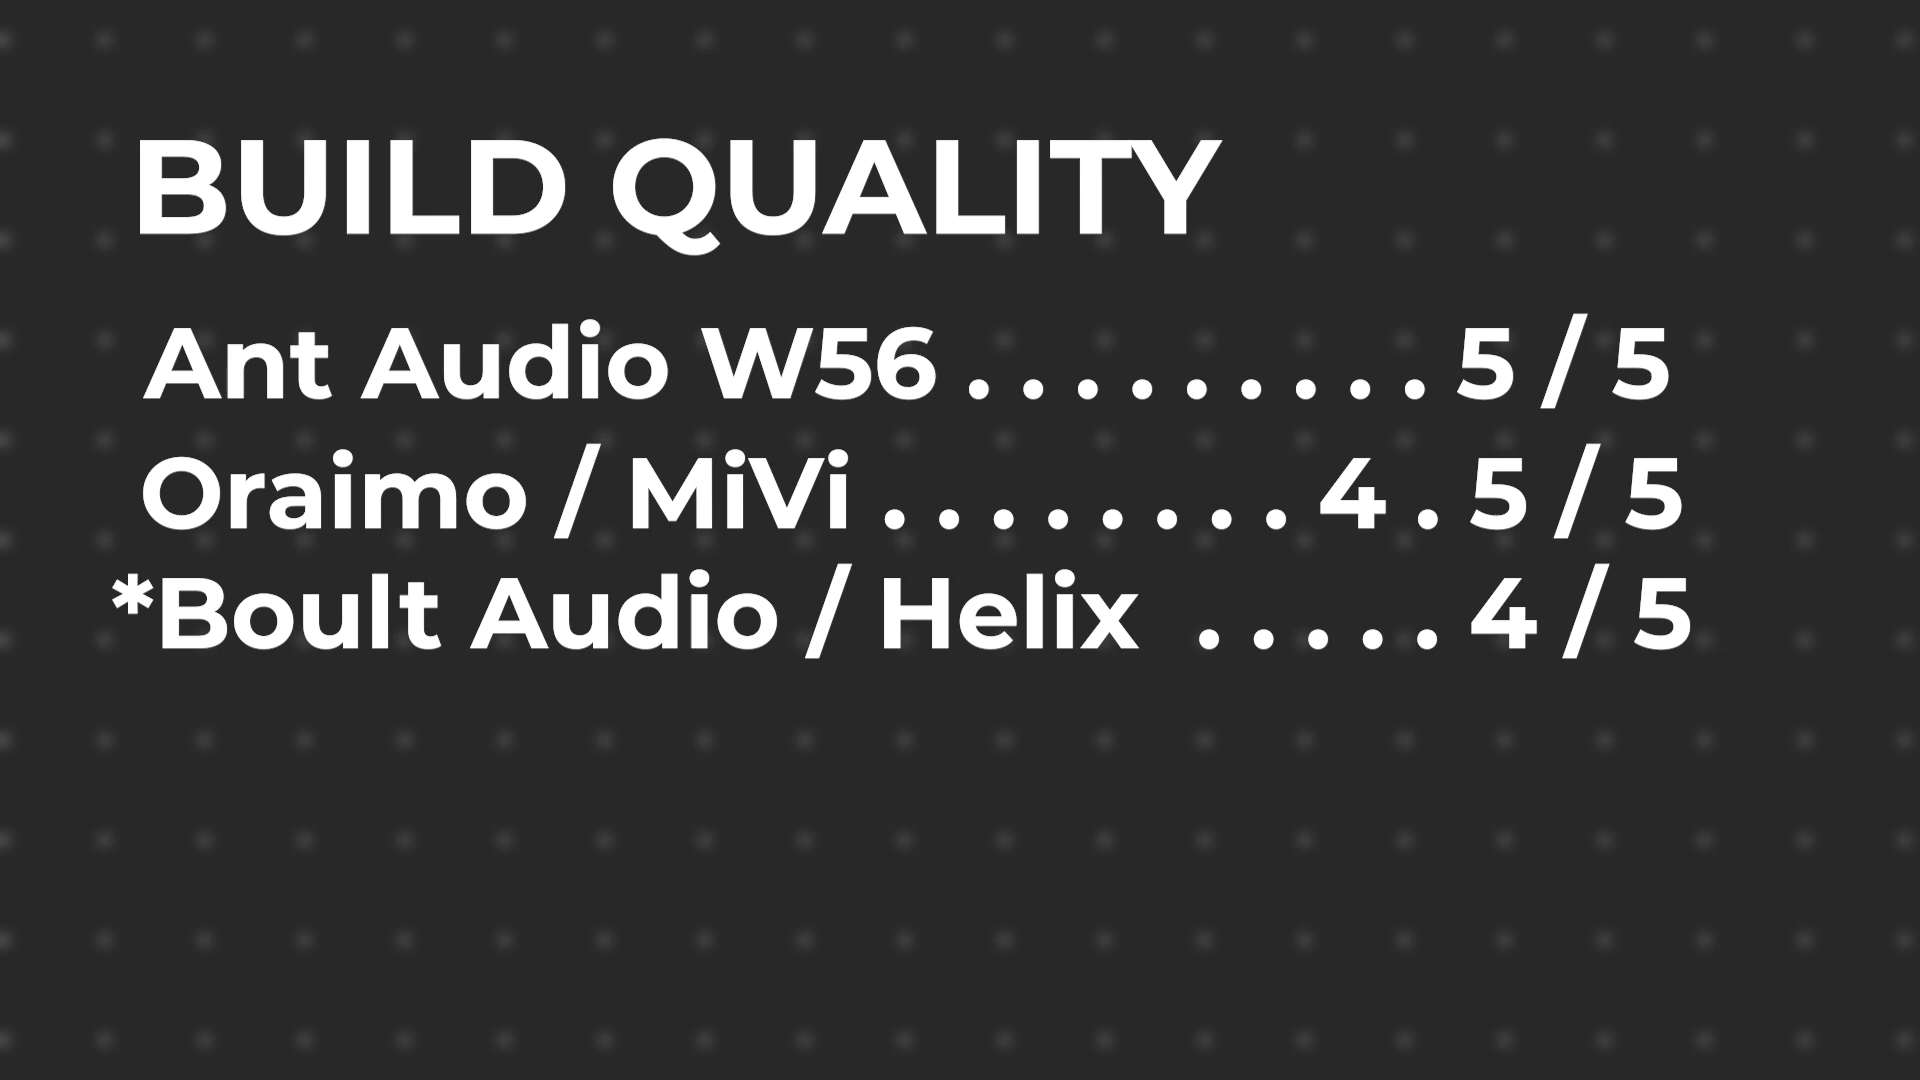 BUILD QUALITY
Ant Audio W56 . . . . . . . . . 5 / 5
Oraimo / MiVi . . . . . . . . 4 . 5 / 5
*Boult Audio / Helix . . . . . 4 / 5